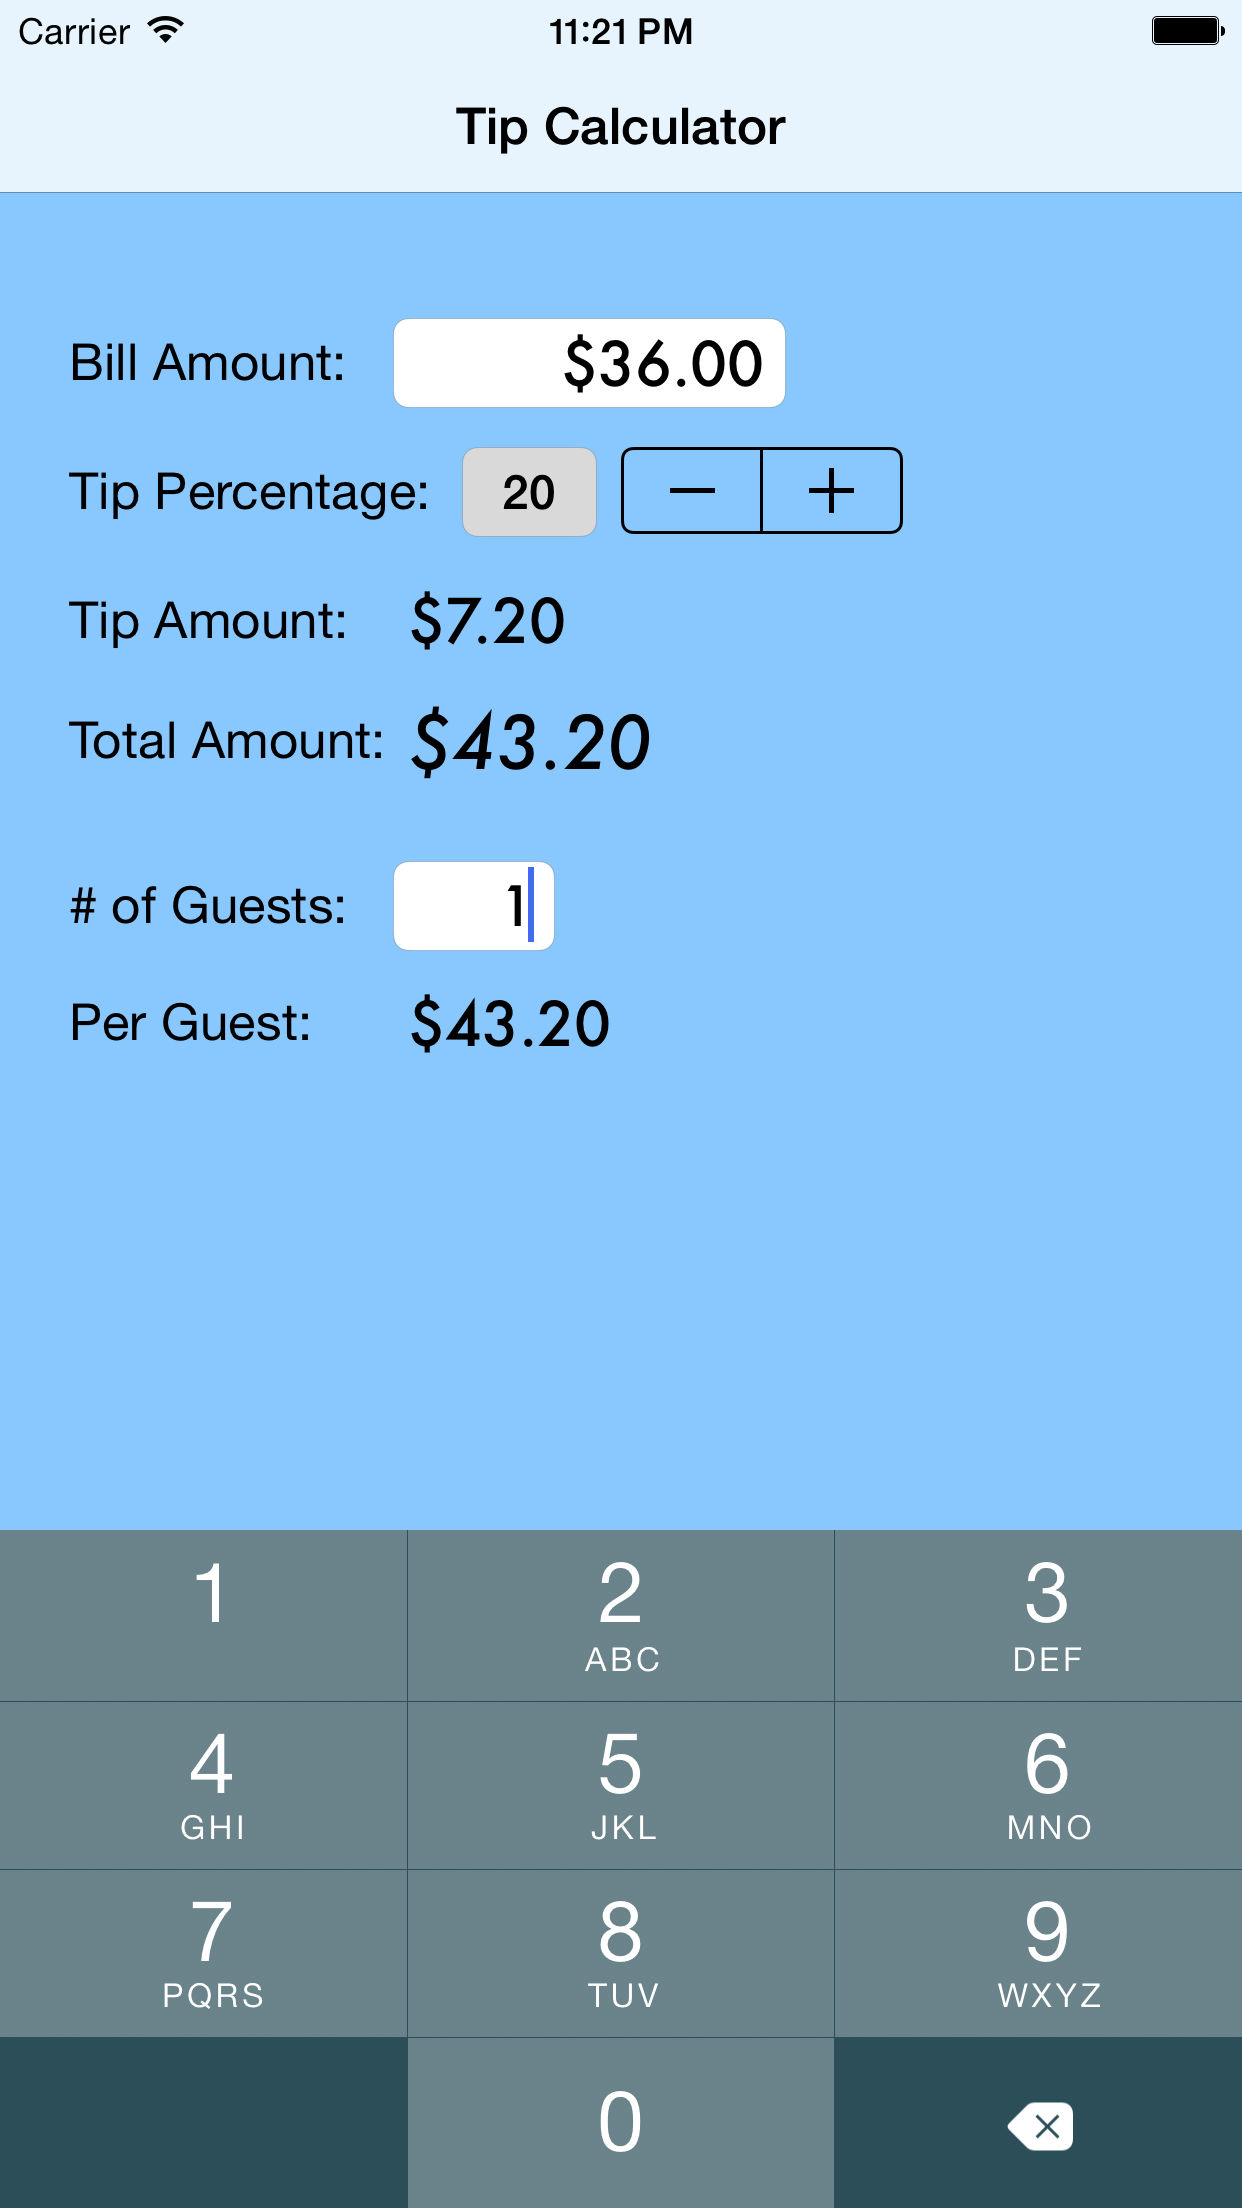 Carrier 11:21 PM
Tip Calculator
Bill Amount: $36.00
Tip Percentage: 20 − +
Tip Amount: $7.20
Total Amount: $43.20
# of Guests: 1
Per Guest: $43.20
1 2 3
ABC DEF
4 5 6
GHI JKL MNO
7 8 9
PQRS TUV WXYZ
0